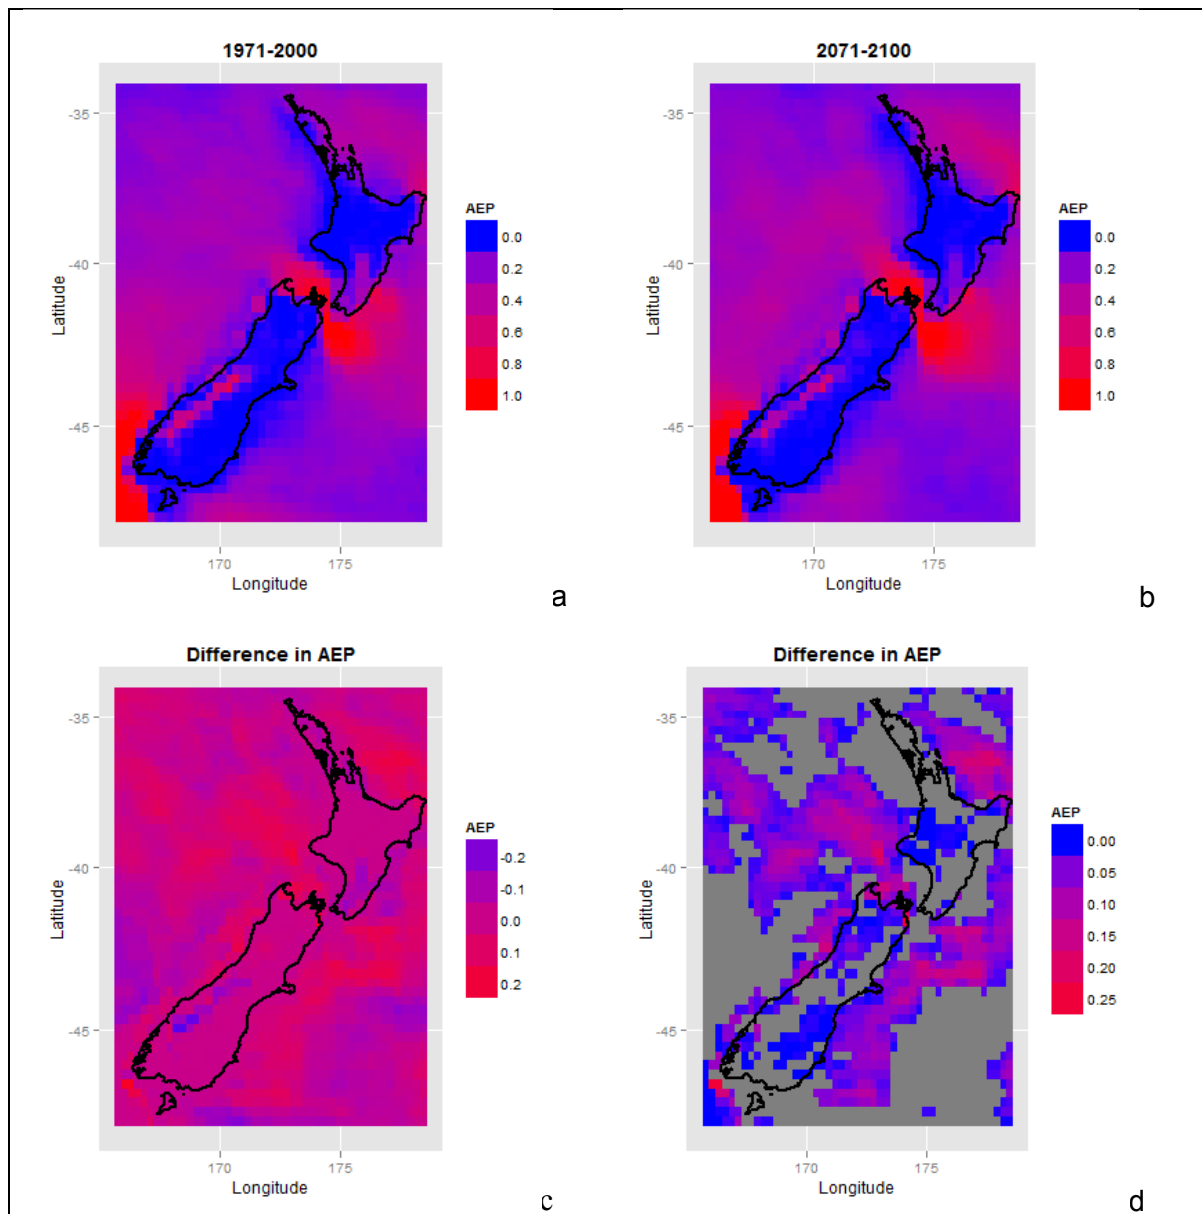 1971-2000
-35
-40
-45
Latitude
170
175
Longitude
AEP
0.0
0.2
0.4
0.6
0.8
1.0
a
2071-2100
-35
-40
-45
Latitude
170
175
Longitude
AEP
0.0
0.2
0.4
0.6
0.8
1.0
b
Difference in AEP
-35
-40
-45
Latitude
170
175
Longitude
AEP
-0.2
-0.1
0.0
0.1
0.2
c
Difference in AEP
-35
-40
-45
Latitude
170
175
Longitude
AEP
0.00
0.05
0.10
0.15
0.20
0.25
d